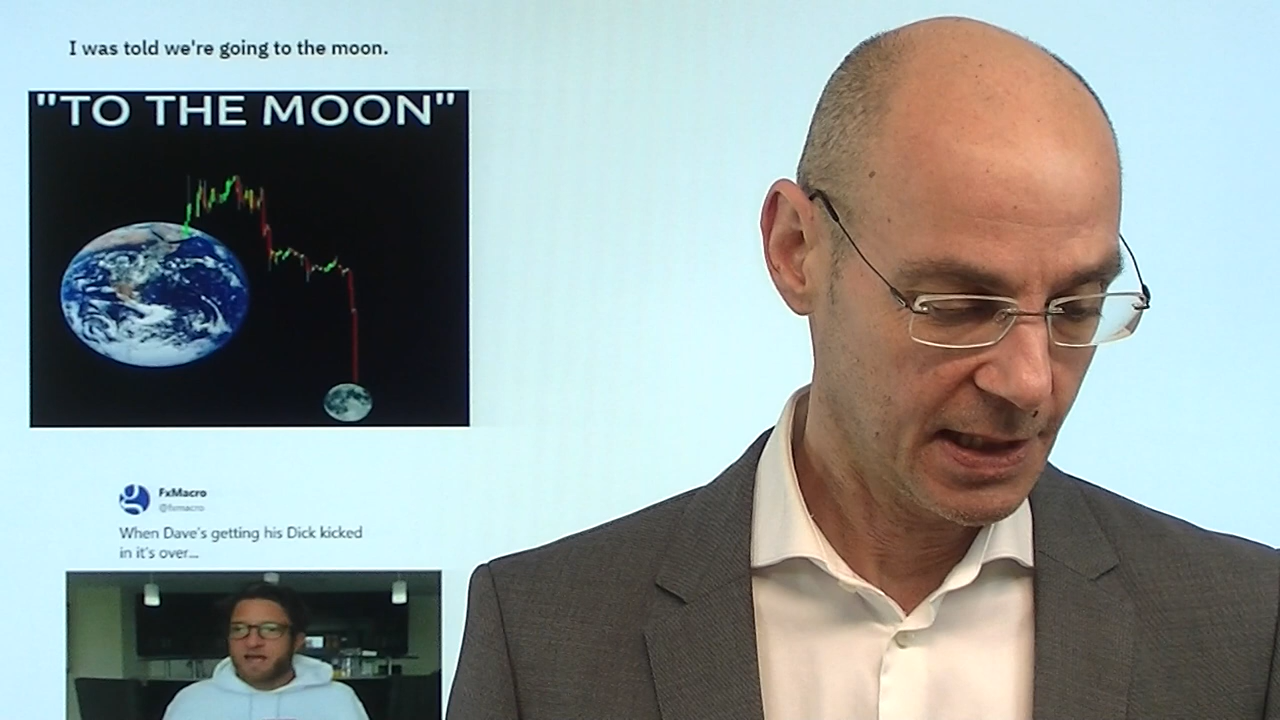 I was told we're going to the moon.
"TO THE MOON"
FxMacro
@fxmacro
When Dave's getting his Dick kicked
in it's over...